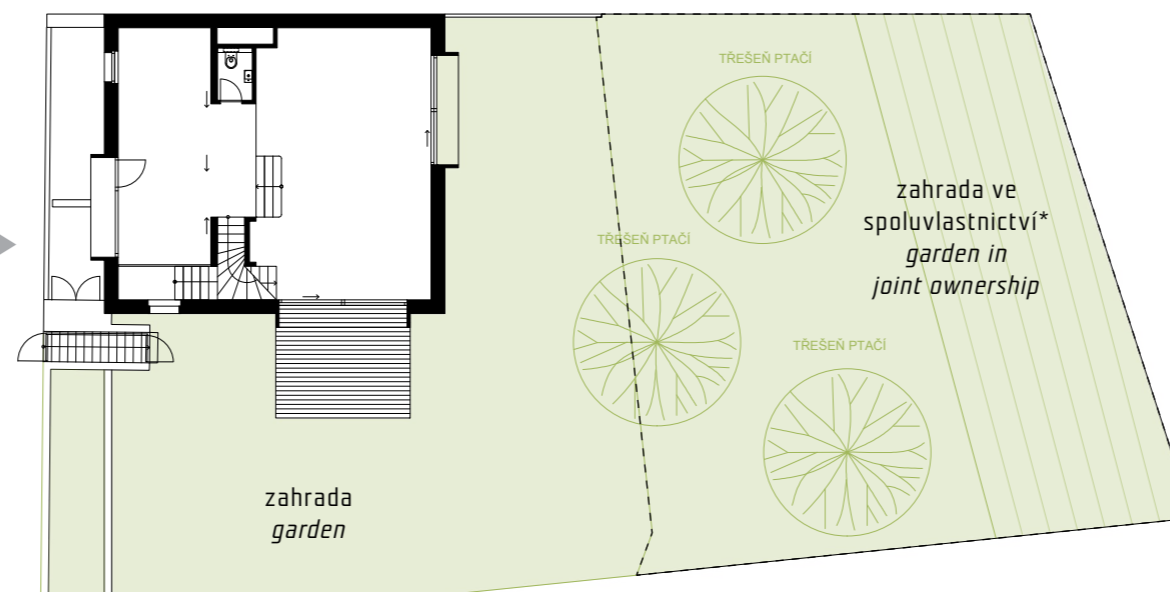 TŘEŠEŇ PTAČÍ
zahrada ve
spoluvlastnictví*
garden in
joint ownership
TŘEŠEŇ PTAČÍ
TŘEŠEŇ PTAČÍ
zahrada
garden